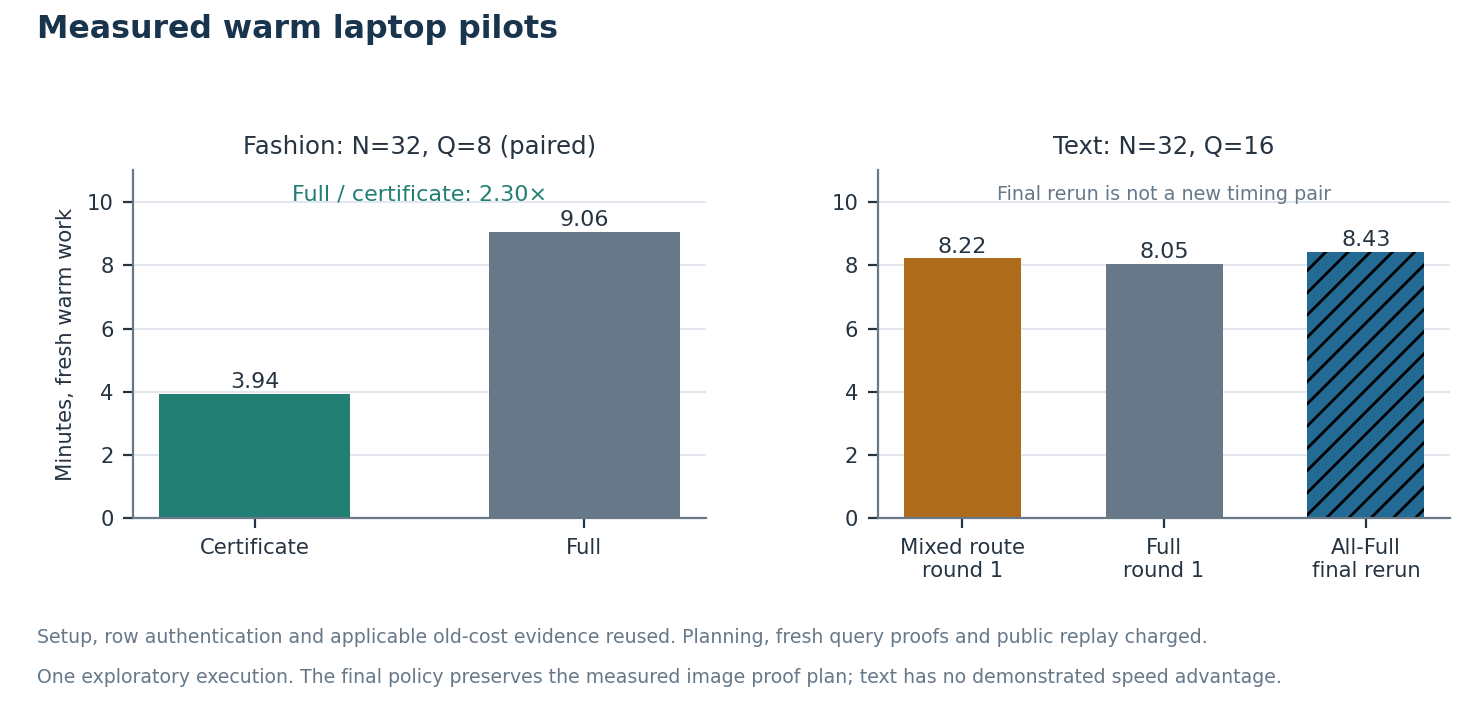 Measured warm laptop pilots
Fashion: N=32, Q=8 (paired)
Full / certificate: 2.30×
Minutes, fresh warm work
10
8
6
4
2
0
3.94
9.06
Certificate
Full
Text: N=32, Q=16
Final rerun is not a new timing pair
10
8
6
4
2
0
8.22
8.05
8.43
Mixed route
round 1
Full
round 1
All-Full
final rerun
Setup, row authentication and applicable old-cost evidence reused. Planning, fresh query proofs and public replay charged.
One exploratory execution. The final policy preserves the measured image proof plan; text has no demonstrated speed advantage.